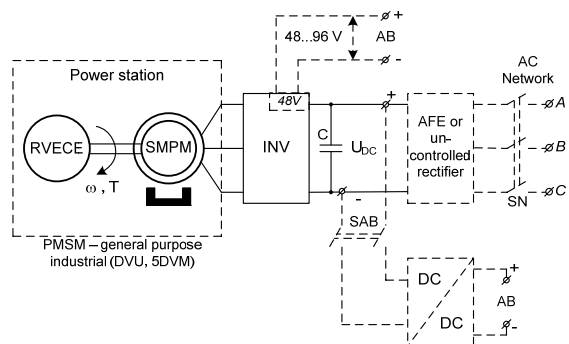 48...96 V
+
AB
-
Power station
48V
RVECE
SMPM
ω , T
INV
C
U DC
+
-
AFE or
un-
controlled
rectifier
AC
Network
A
B
C
SN
SAB
PMSM – general purpose
industrial (DVU, 5DVM)
DC
DC
+
AB
-